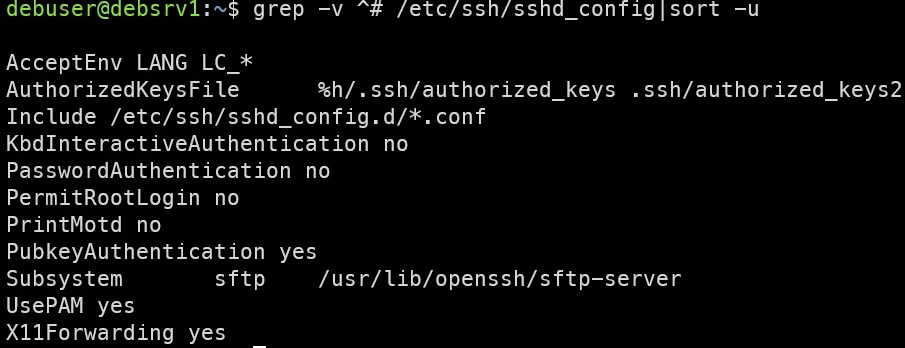 debuser@debsrv1:~$ grep -v ^# /etc/ssh/sshd_config|sort -u
AcceptEnv LANG LC_*
AuthorizedKeysFile     %h/.ssh/authorized_keys .ssh/authorized_keys2
Include /etc/ssh/sshd_config.d/*.conf
KbdInteractiveAuthentication no
PasswordAuthentication no
PermitRootLogin no
PrintMotd no
PubkeyAuthentication yes
Subsystem       sftp    /usr/lib/openssh/sftp-server
UsePAM yes
X11Forwarding yes